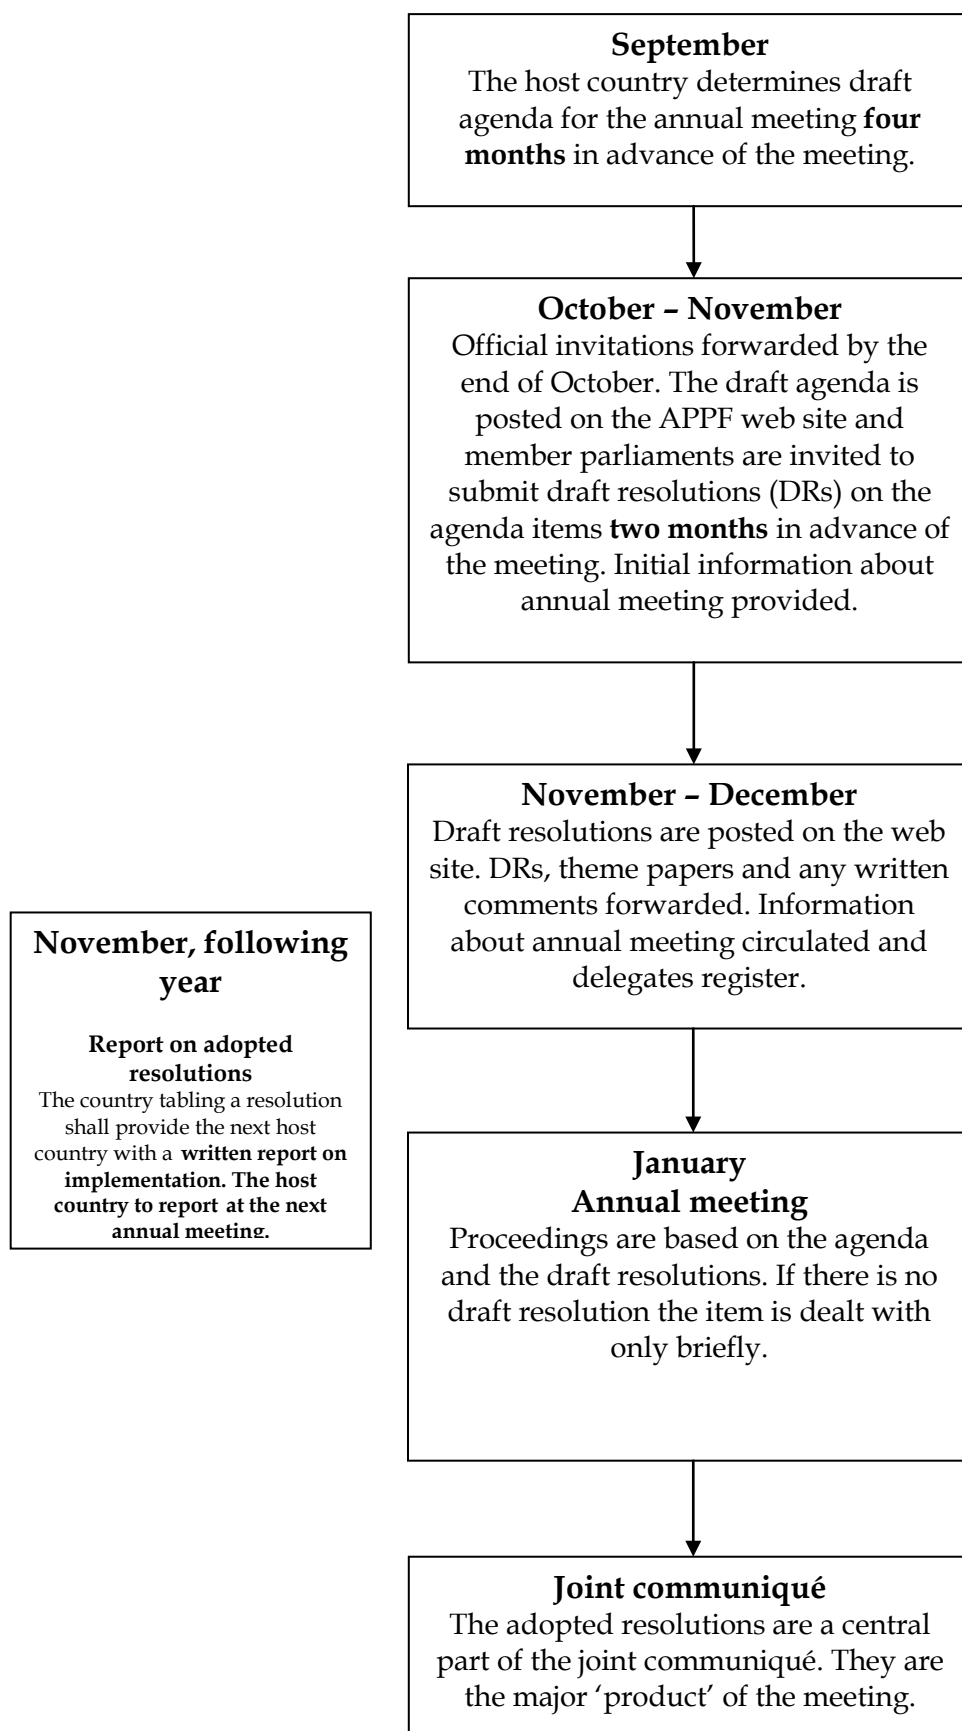 September
The host country determines draft
agenda for the annual meeting four
months in advance of the meeting.
October – November
Official invitations forwarded by the
end of October. The draft agenda is
posted on the APPF web site and
member parliaments are invited to
submit draft resolutions (DRs) on the
agenda items two months in advance of
the meeting. Initial information about
annual meeting provided.
November – December
Draft resolutions are posted on the web
site. DRs, theme papers and any written
comments forwarded. Information
about annual meeting circulated and
delegates register.
November, following
year
Report on adopted
resolutions
The country tabling a resolution
shall provide the next host
country with a written report on
implementation. The host
country to report at the next
annual meeting.
January
Annual meeting
Proceedings are based on the agenda
and the draft resolutions. If there is no
draft resolution the item is dealt with
only briefly.
Joint communiqué
The adopted resolutions are a central
part of the joint communiqué. They are
the major ‘product’ of the meeting.